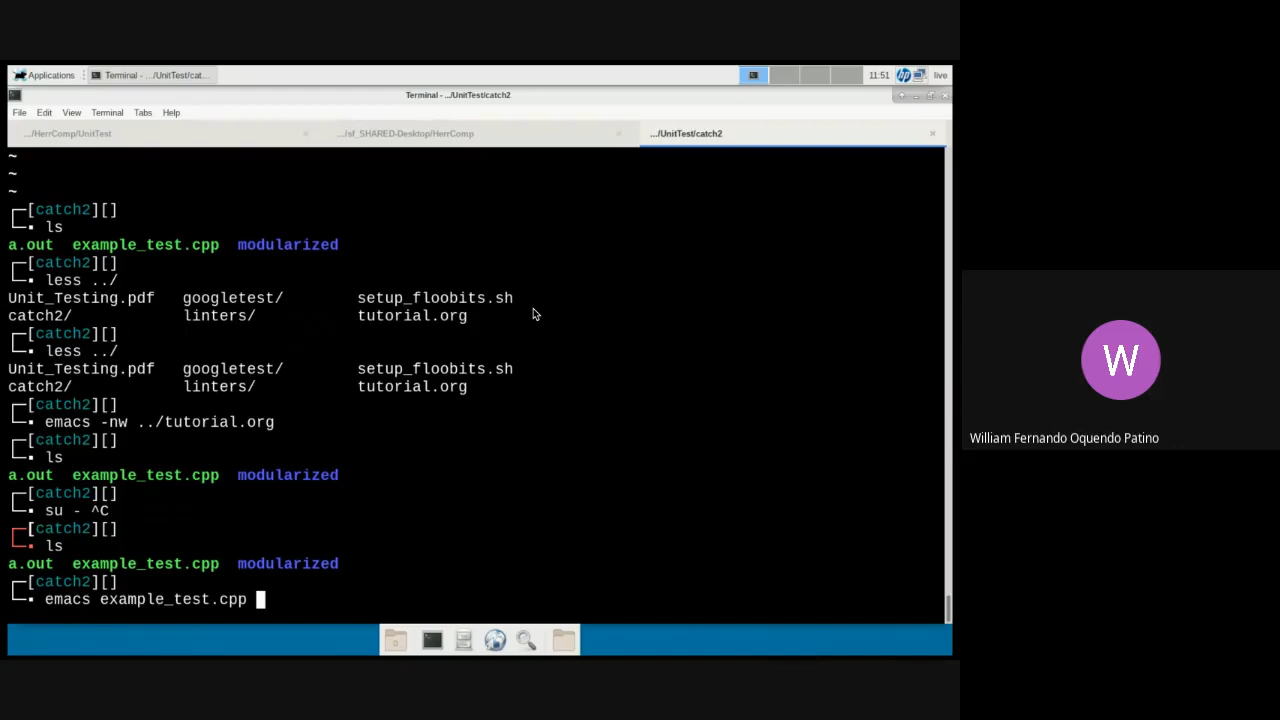 Applications
Terminal - .../UnitTest/cat...
11:51
live
Terminal - .../UnitTest/catch2
File Edit View Terminal Tabs Help
.../HerrComp/UnitTest
.../sf_SHARED-Desktop/HerrComp
.../UnitTest/catch2
~
~
~
[catch2][]
ls
a.out example_test.cpp modularized
[catch2][]
less ../
Unit_Testing.pdf googletest/ setup_floobits.sh
catch2/ linters/ tutorial.org
[catch2][]
less ../
Unit_Testing.pdf googletest/ setup_floobits.sh
catch2/ linters/ tutorial.org
[catch2][]
emacs -nw ../tutorial.org
[catch2][]
ls
a.out example_test.cpp modularized
[catch2][]
su - ^C
[catch2][]
ls
a.out example_test.cpp modularized
[catch2][]
emacs example_test.cpp
W
William Fernando Oquendo Patino